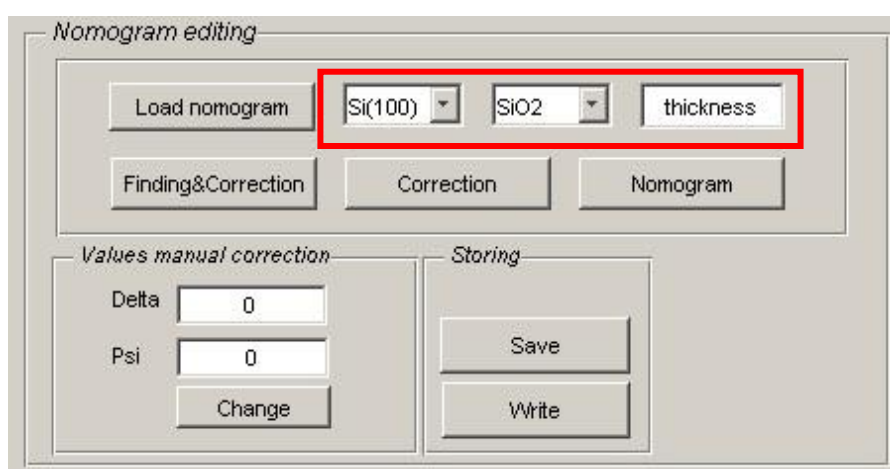 Nomogram editing
Load nomogram Si(100) SiO2 thickness
Finding&Correction Correction Nomogram
Values manual correction Storing
Delta 0
Psi 0 Save
Change Write